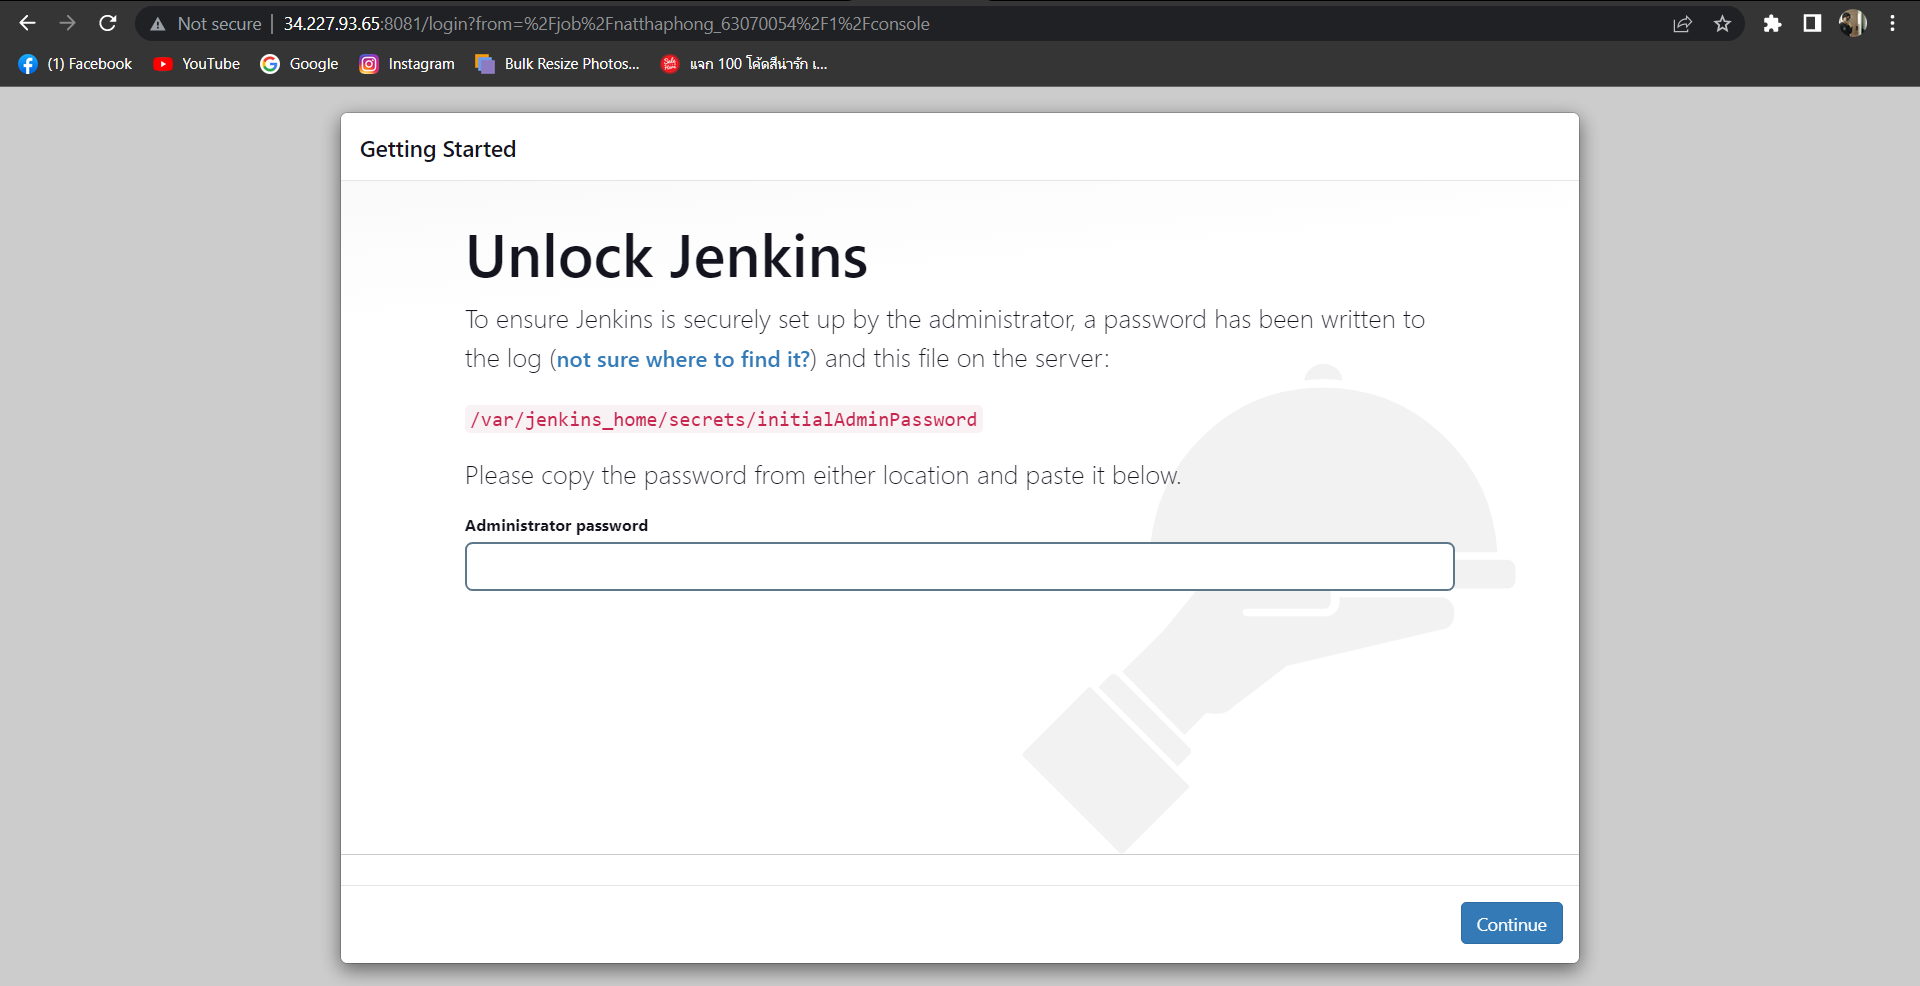 Not secure | 34.227.93.65:8081/login?from=%2Fjob%2Fnatthaphong_63070054%2F1%2Fconsole
(1) Facebook YouTube Google Instagram Bulk Resize Photos... แจก 100 โค้ดสีน่ารัก เ...
Getting Started
Unlock Jenkins
To ensure Jenkins is securely set up by the administrator, a password has been written to
the log (not sure where to find it?) and this file on the server:
/var/jenkins_home/secrets/initialAdminPassword
Please copy the password from either location and paste it below.
Administrator password
Continue